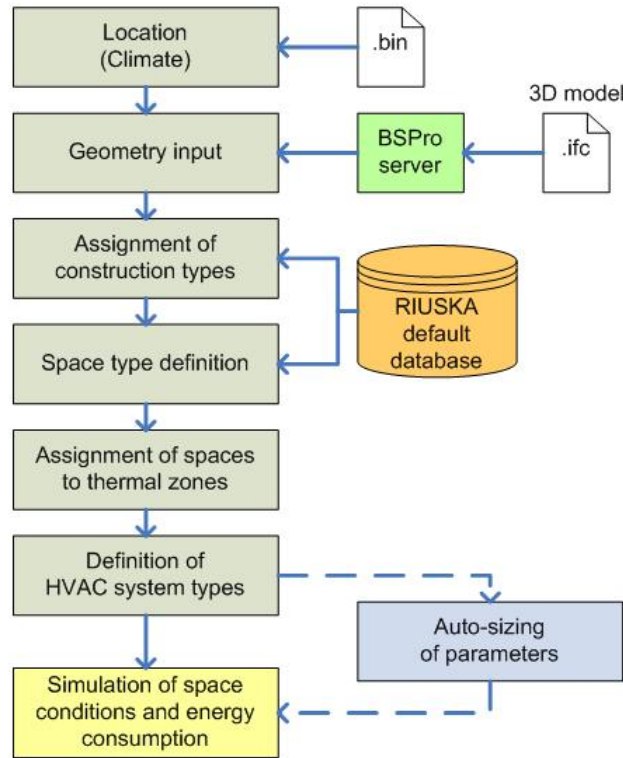 Location
(Climate)
.bin
3D model
Geometry input
BSPro
server
.ifc
Assignment of
construction types
RIUSKA
default
database
Space type definition
Assignment of spaces
to thermal zones
Definition of
HVAC system types
Auto-sizing
of parameters
Simulation of space
conditions and energy
consumption